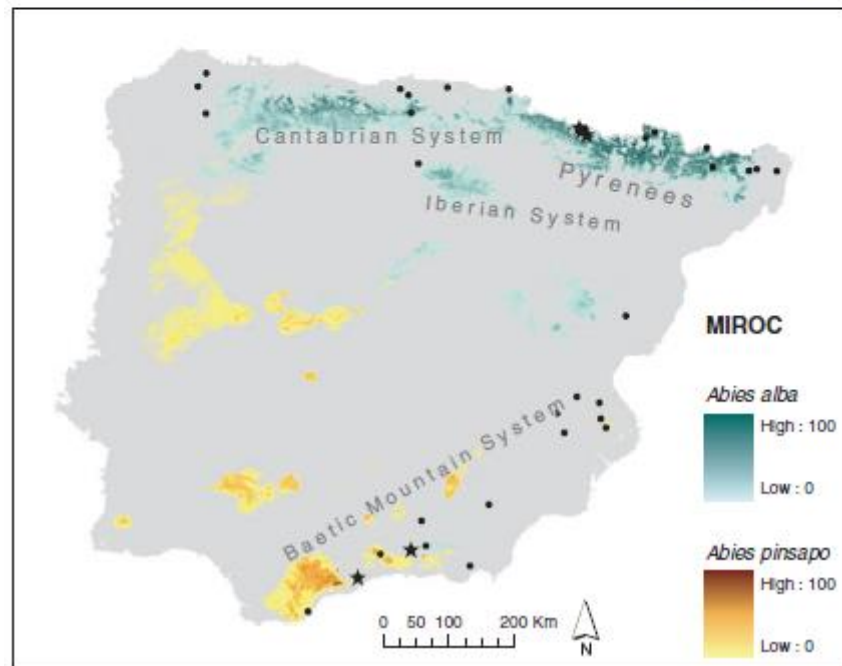 Cantabrian System
Pyrenees
Iberian System
MIROC
Abies alba
High : 100
Low : 0
Baetic Mountain System
Abies pinsapo
High : 100
Low : 0
0 50 100 200 Km
N